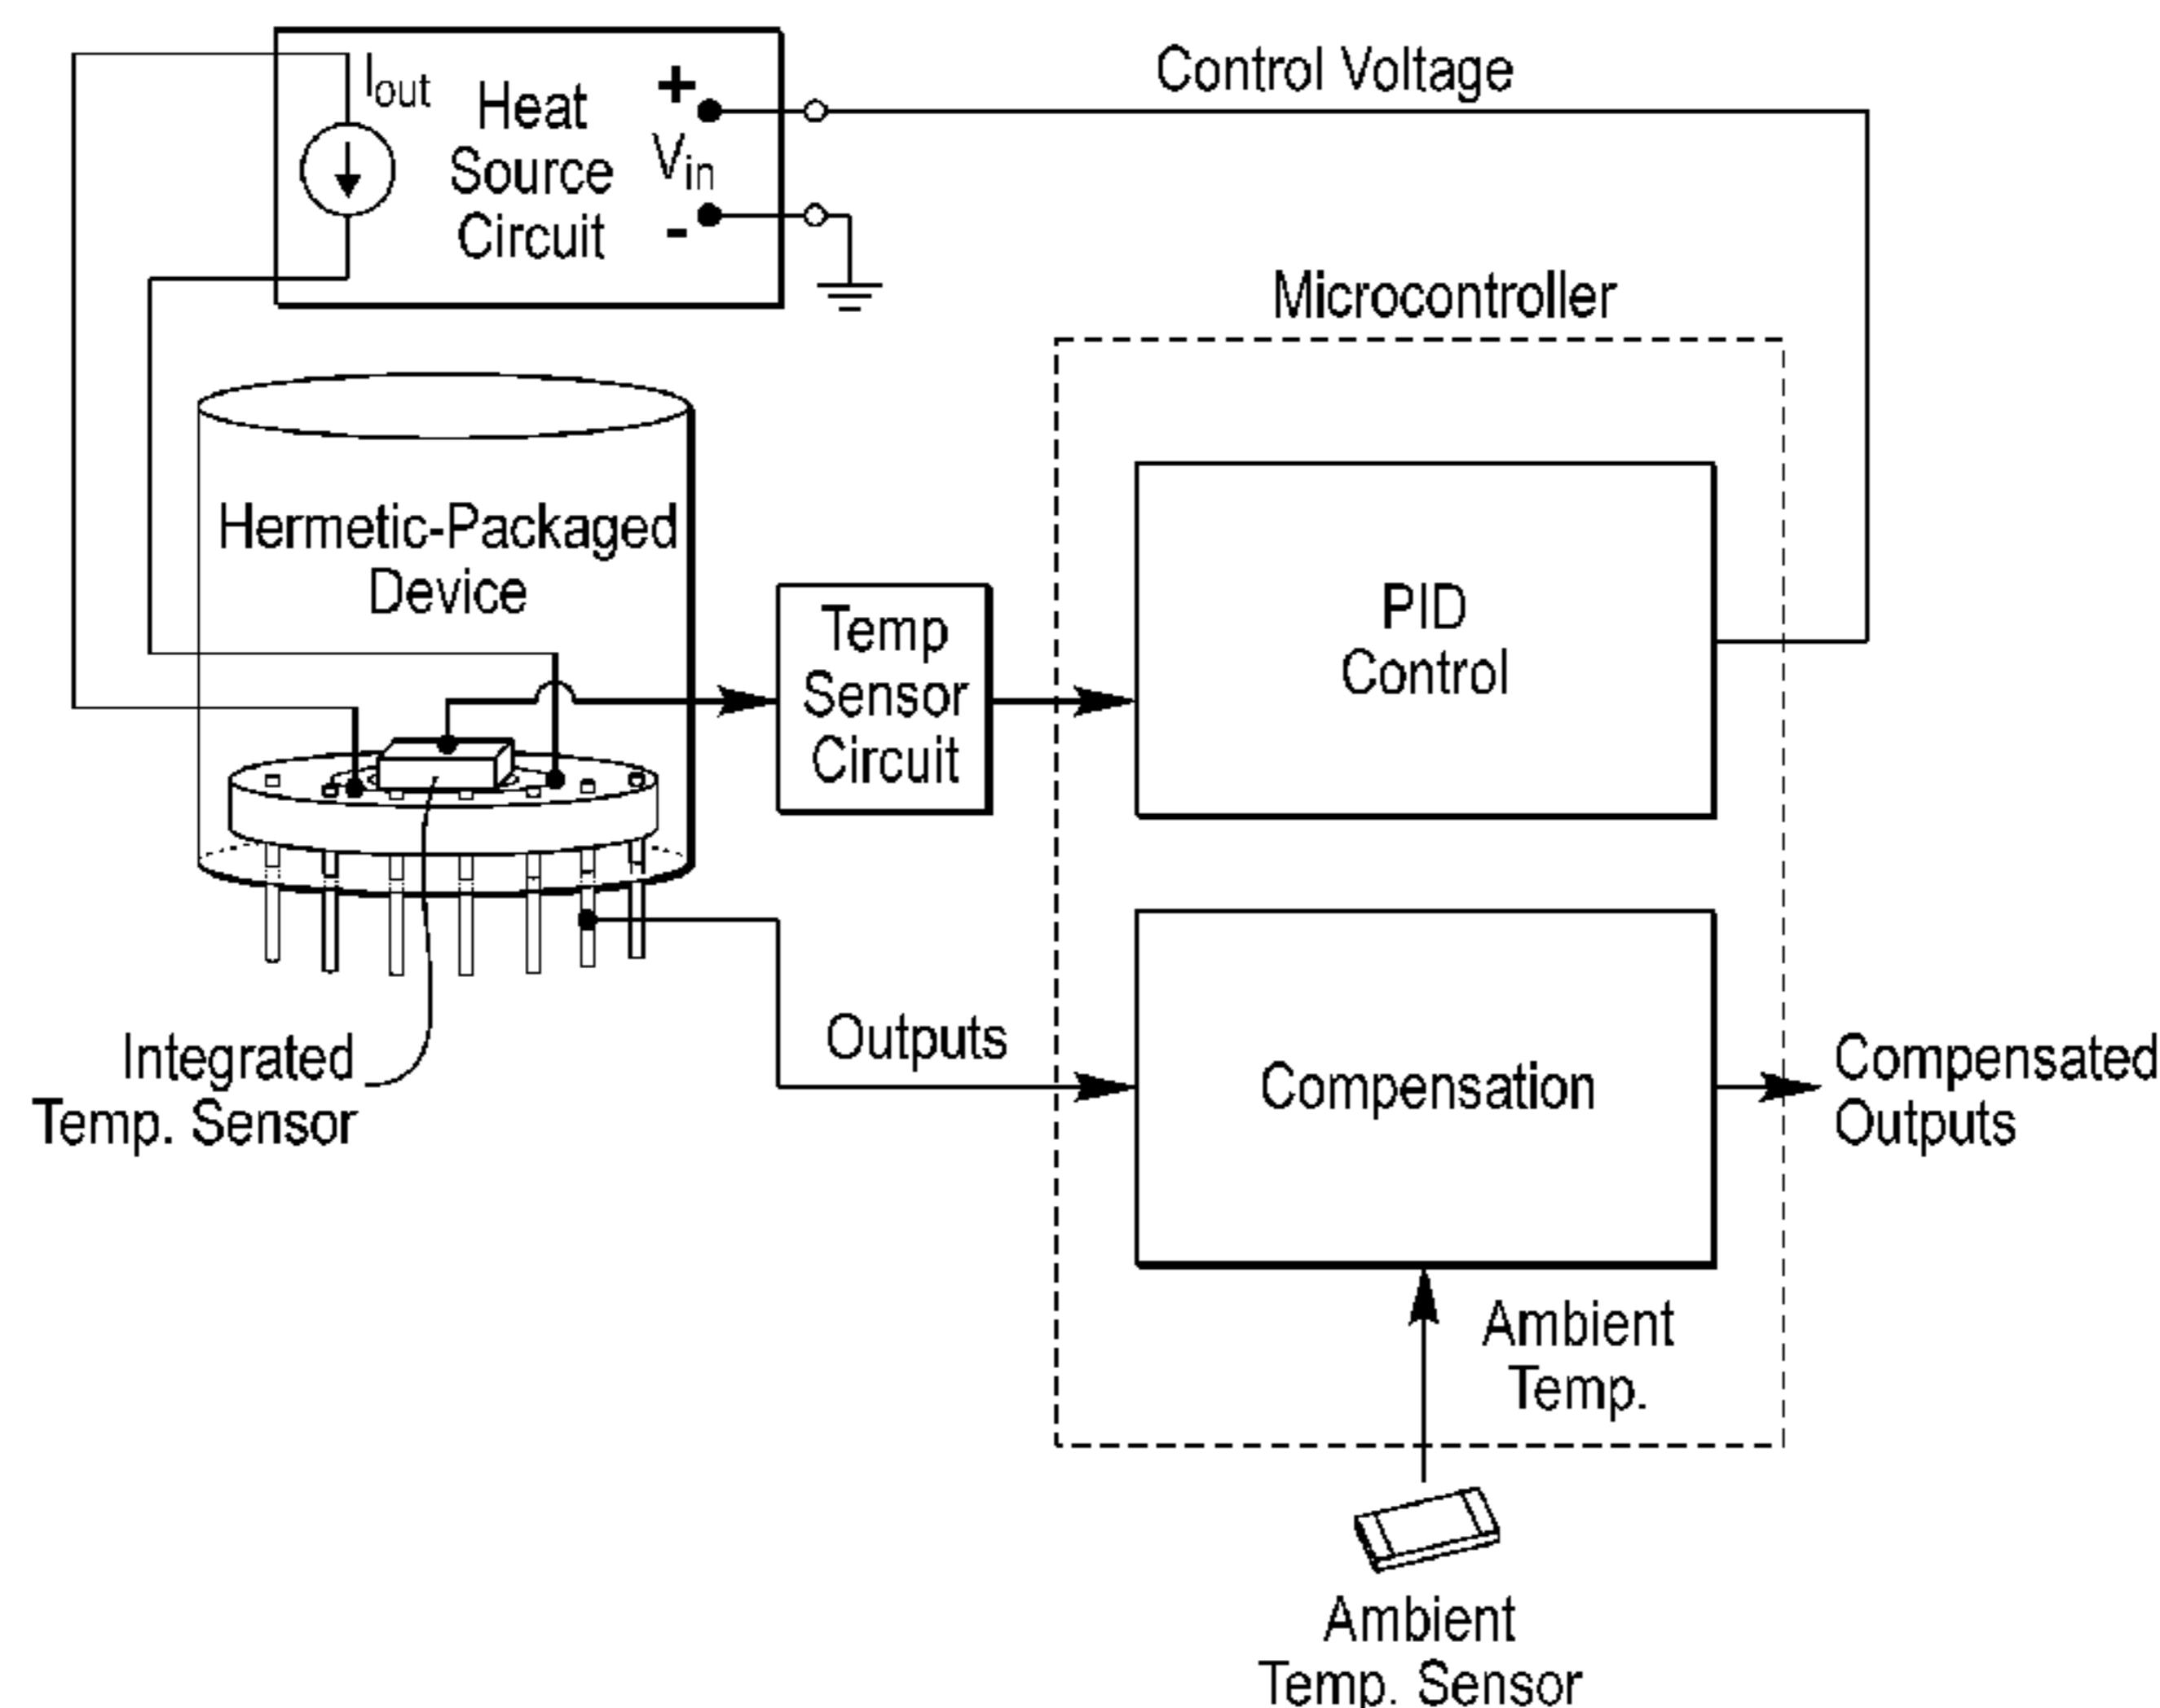 Iout
Heat
Source
Circuit
+
Vin
-
Control Voltage
Microcontroller
Hermetic-Packaged
Device
Temp
Sensor
Circuit
PID
Control
Integrated
Temp. Sensor
Outputs
Compensation
Compensated
Outputs
Ambient
Temp.
Ambient
Temp. Sensor